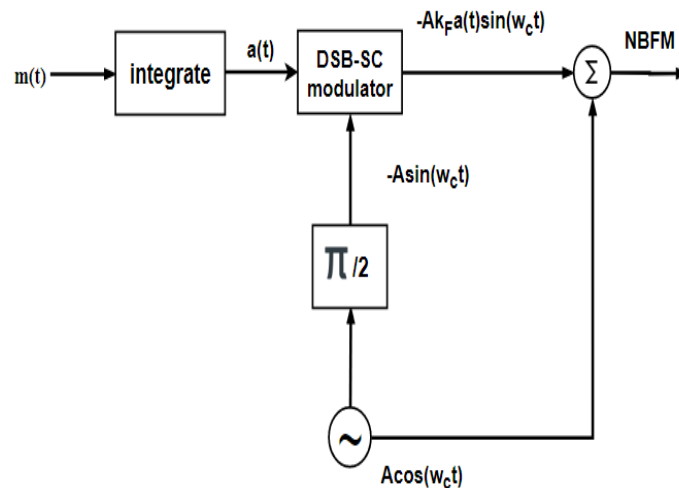 -Ak_Fa(t)sin(w_ct)
NBFM
a(t)
DSB-SC
modulator
m(t)
integrate
Σ
-Asin(w_ct)
π/2
~
Acos(w_ct)